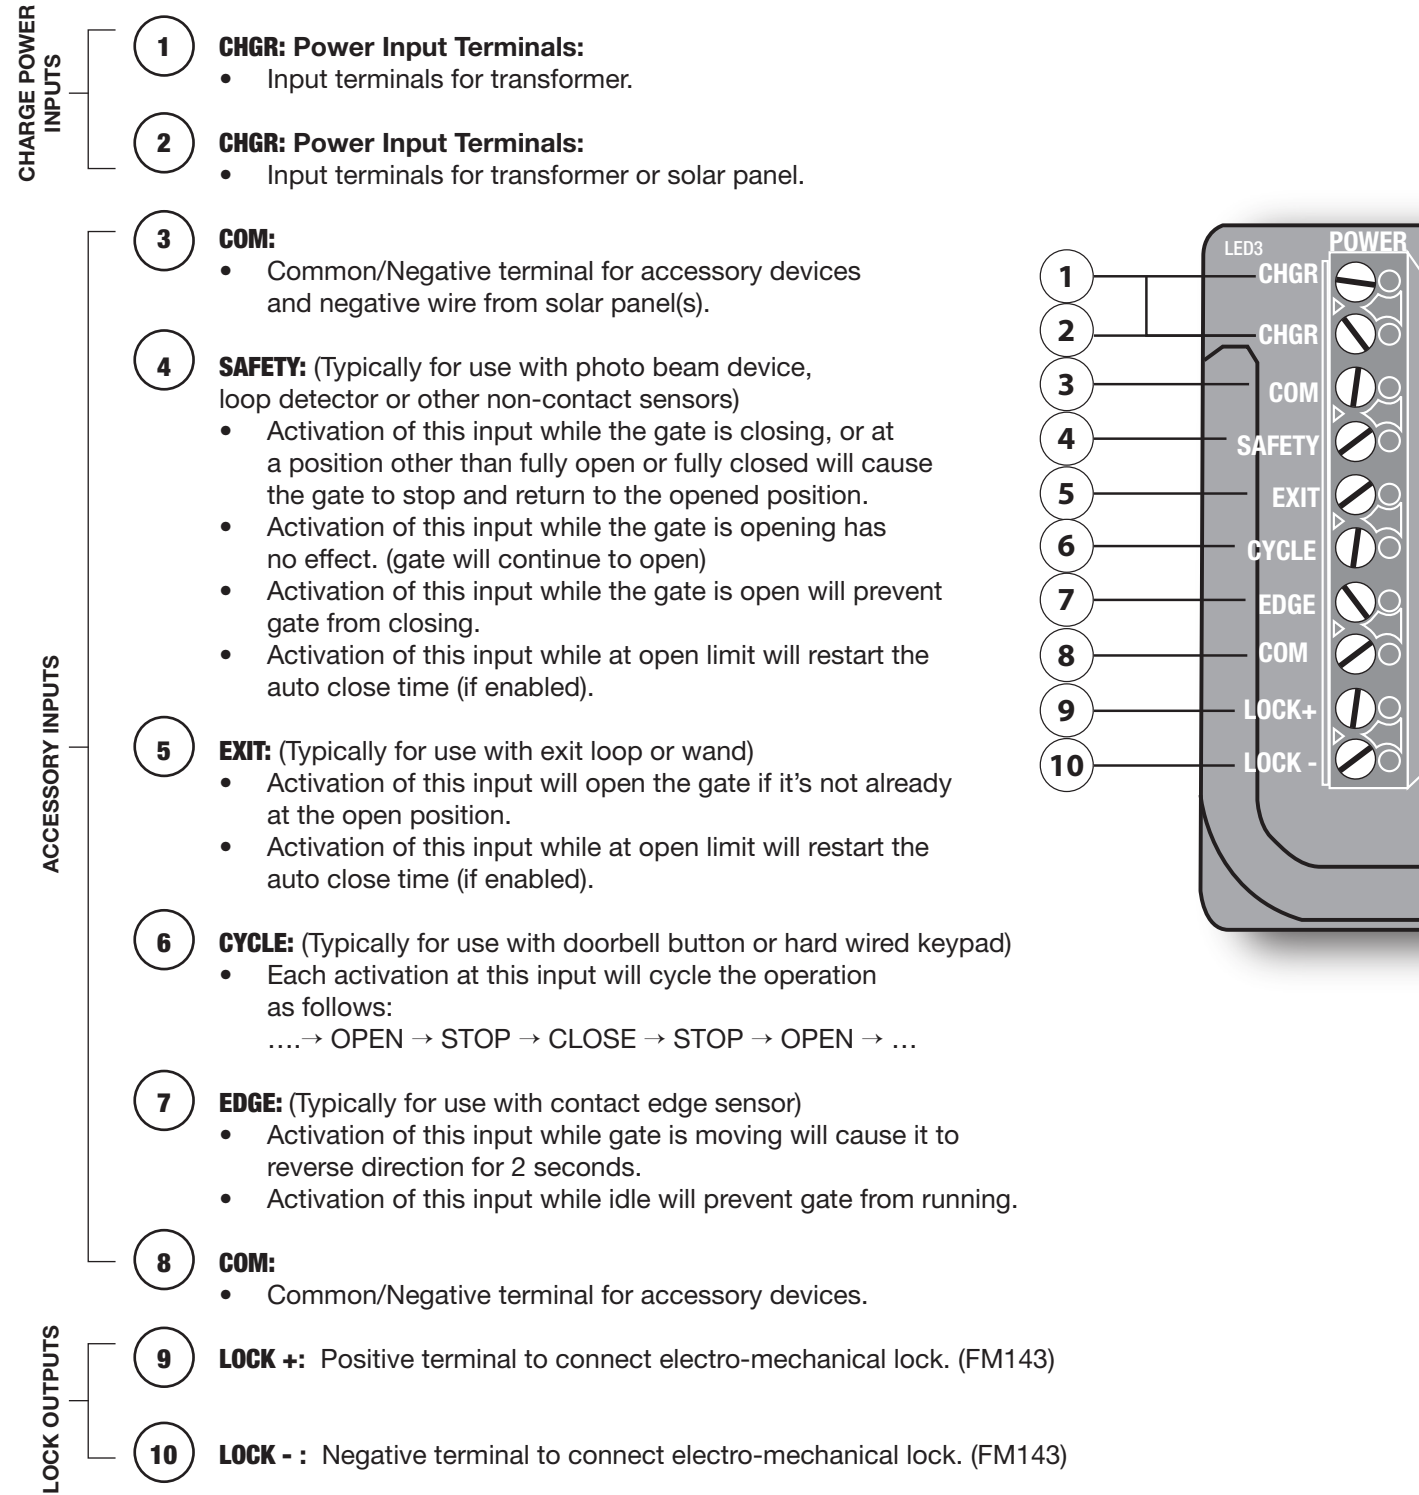 CHARGE POWER
INPUTS
1
CHGR: Power Input Terminals:
• Input terminals for transformer.
2
CHGR: Power Input Terminals:
• Input terminals for transformer or solar panel.
ACCESSORY INPUTS
3
COM:
• Common/Negative terminal for accessory devices
and negative wire from solar panel(s).
4
SAFETY: (Typically for use with photo beam device,
loop detector or other non-contact sensors)
• Activation of this input while the gate is closing, or at
a position other than fully open or fully closed will cause
the gate to stop and return to the opened position.
• Activation of this input while the gate is opening has
no effect. (gate will continue to open)
• Activation of this input while the gate is open will prevent
gate from closing.
• Activation of this input while at open limit will restart the
auto close time (if enabled).
5
EXIT: (Typically for use with exit loop or wand)
• Activation of this input will open the gate if it's not already
at the open position.
• Activation of this input while at open limit will restart the
auto close time (if enabled).
6
CYCLE: (Typically for use with doorbell button or hard wired keypad)
• Each activation at this input will cycle the operation
as follows:
….→ OPEN → STOP → CLOSE → STOP → OPEN → …
7
EDGE: (Typically for use with contact edge sensor)
• Activation of this input while gate is moving will cause it to
reverse direction for 2 seconds.
• Activation of this input while idle will prevent gate from running.
8
COM:
• Common/Negative terminal for accessory devices.
LOCK OUTPUTS
9
LOCK +: Positive terminal to connect electro-mechanical lock. (FM143)
10
LOCK - : Negative terminal to connect electro-mechanical lock. (FM143)
LED3
POWER
1 CHGR
2 CHGR
3 COM
4 SAFETY
5 EXIT
6 CYCLE
7 EDGE
8 COM
9 LOCK+
10 LOCK -